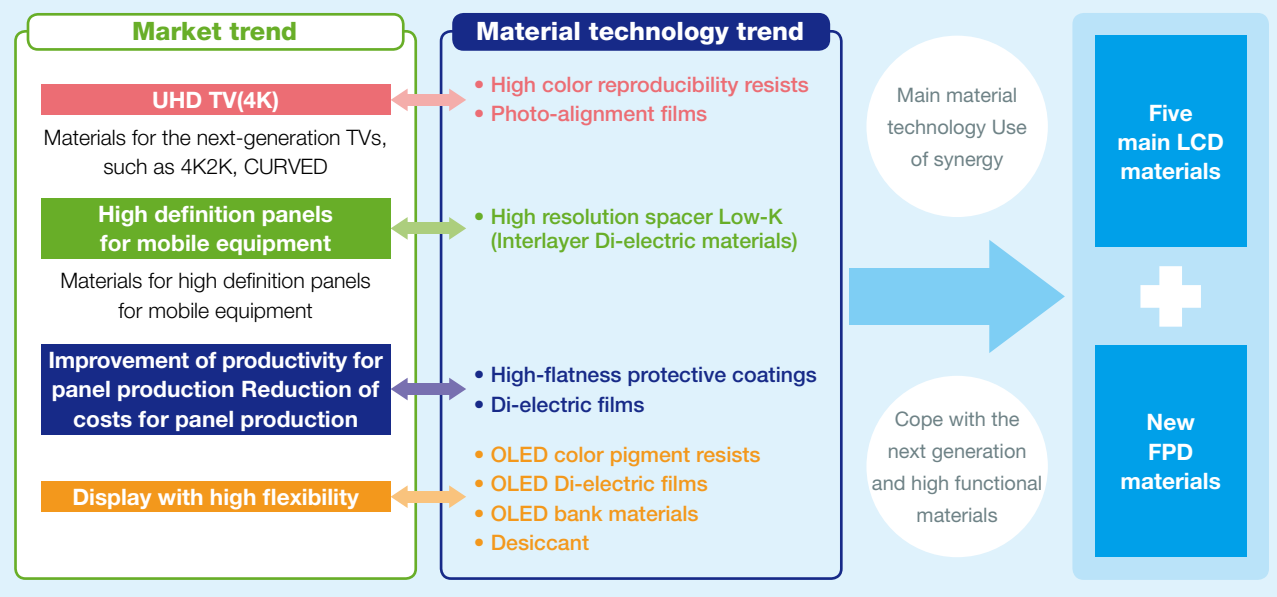 Market trend
UHD TV(4K)
Materials for the next-generation TVs,
such as 4K2K, CURVED
High definition panels
for mobile equipment
Materials for high definition panels
for mobile equipment
Improvement of productivity for
panel production Reduction of
costs for panel production
Display with high flexibility
Material technology trend
• High color reproducibility resists
• Photo-alignment films
• High resolution spacer Low-K
(Interlayer Di-electric materials)
• High-flatness protective coatings
• Di-electric films
• OLED color pigment resists
• OLED Di-electric films
• OLED bank materials
• Desiccant
Main material
technology Use
of synergy
Cope with the
next generation
and high functional
materials
Five
main LCD
materials
New
FPD
materials